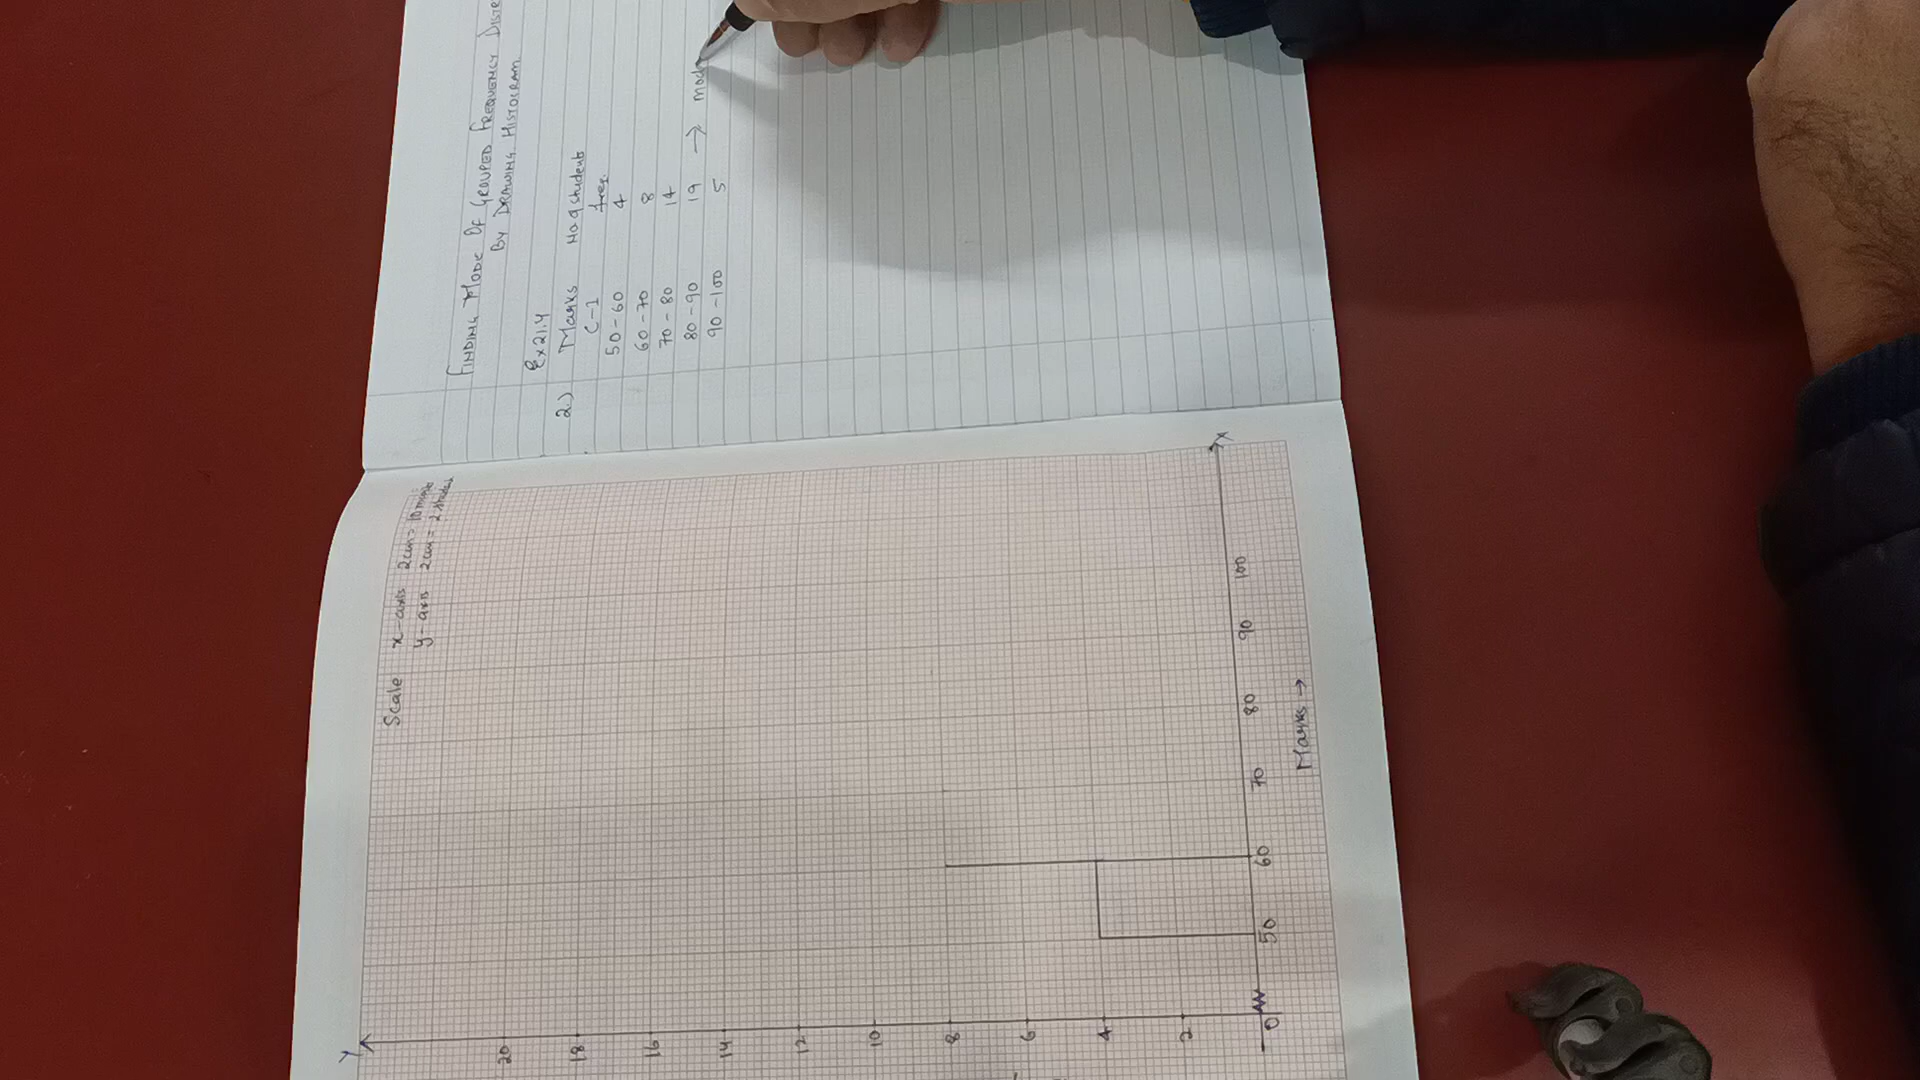 FINDING MODE OF GROUPED FREQUENCY DISTR
BY DRAWING HISTOGRAM
Ex 21.4
2.) Marks No of students
C-I freq.
50-60 4
60-70 8
70-80 14
80-90 19 → mod
90-100 5
Scale x-axis 2cm = 10 marks
y-axis 2cm = 2 students
Y
20
18
16
14
12
10
8
6
4
2
0 50 60 70 80 90 100 X
Marks →